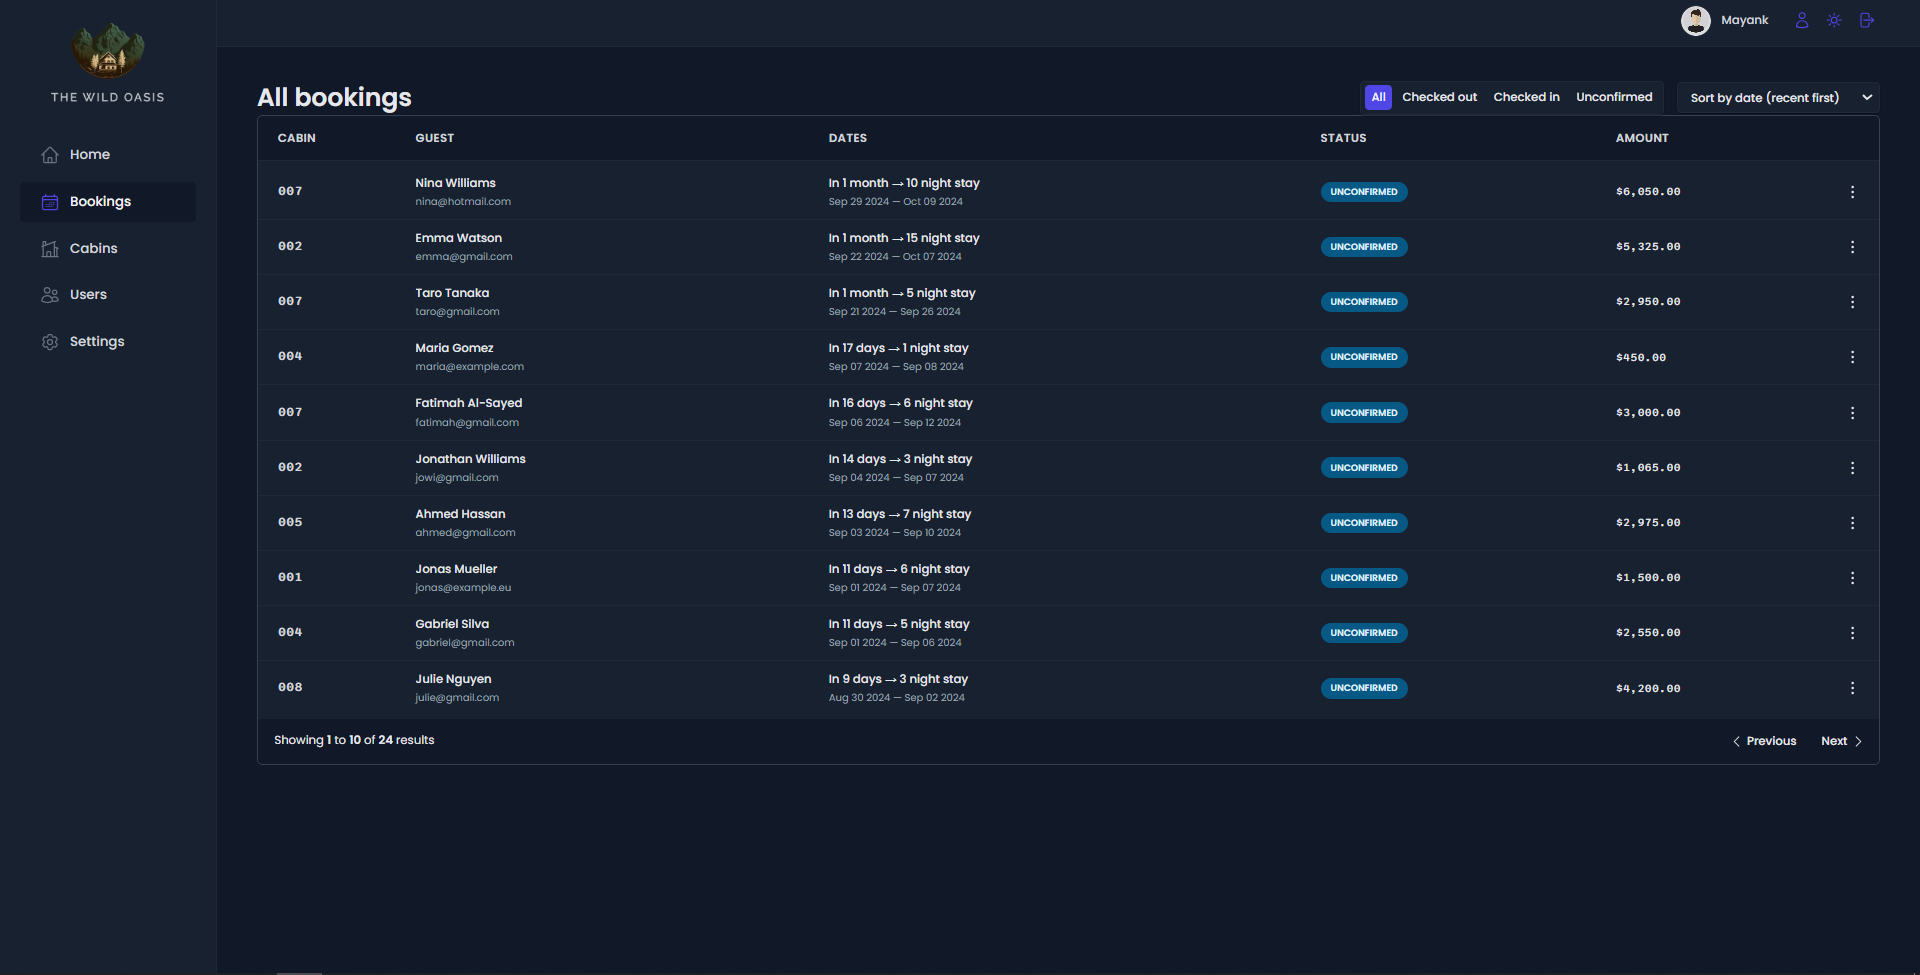 THE WILD OASIS
Home
Bookings
Cabins
Users
Settings
Mayank
All bookings
All Checked out Checked in Unconfirmed Sort by date (recent first)
CABIN GUEST DATES STATUS AMOUNT
007 Nina Williams In 1 month → 10 night stay UNCONFIRMED $6,050.00
nina@hotmail.com Sep 29 2024 — Oct 09 2024
002 Emma Watson In 1 month → 15 night stay UNCONFIRMED $5,325.00
emma@gmail.com Sep 22 2024 — Oct 07 2024
007 Taro Tanaka In 1 month → 5 night stay UNCONFIRMED $2,950.00
taro@gmail.com Sep 21 2024 — Sep 26 2024
004 Maria Gomez In 17 days → 1 night stay UNCONFIRMED $450.00
maria@example.com Sep 07 2024 — Sep 08 2024
007 Fatimah Al-Sayed In 16 days → 6 night stay UNCONFIRMED $3,000.00
fatimah@gmail.com Sep 06 2024 — Sep 12 2024
002 Jonathan Williams In 14 days → 3 night stay UNCONFIRMED $1,065.00
jowi@gmail.com Sep 04 2024 — Sep 07 2024
005 Ahmed Hassan In 13 days → 7 night stay UNCONFIRMED $2,975.00
ahmed@gmail.com Sep 03 2024 — Sep 10 2024
001 Jonas Mueller In 11 days → 6 night stay UNCONFIRMED $1,500.00
jonas@example.eu Sep 01 2024 — Sep 07 2024
004 Gabriel Silva In 11 days → 5 night stay UNCONFIRMED $2,550.00
gabriel@gmail.com Sep 01 2024 — Sep 06 2024
008 Julie Nguyen In 9 days → 3 night stay UNCONFIRMED $4,200.00
julie@gmail.com Aug 30 2024 — Sep 02 2024
Showing 1 to 10 of 24 results Previous Next